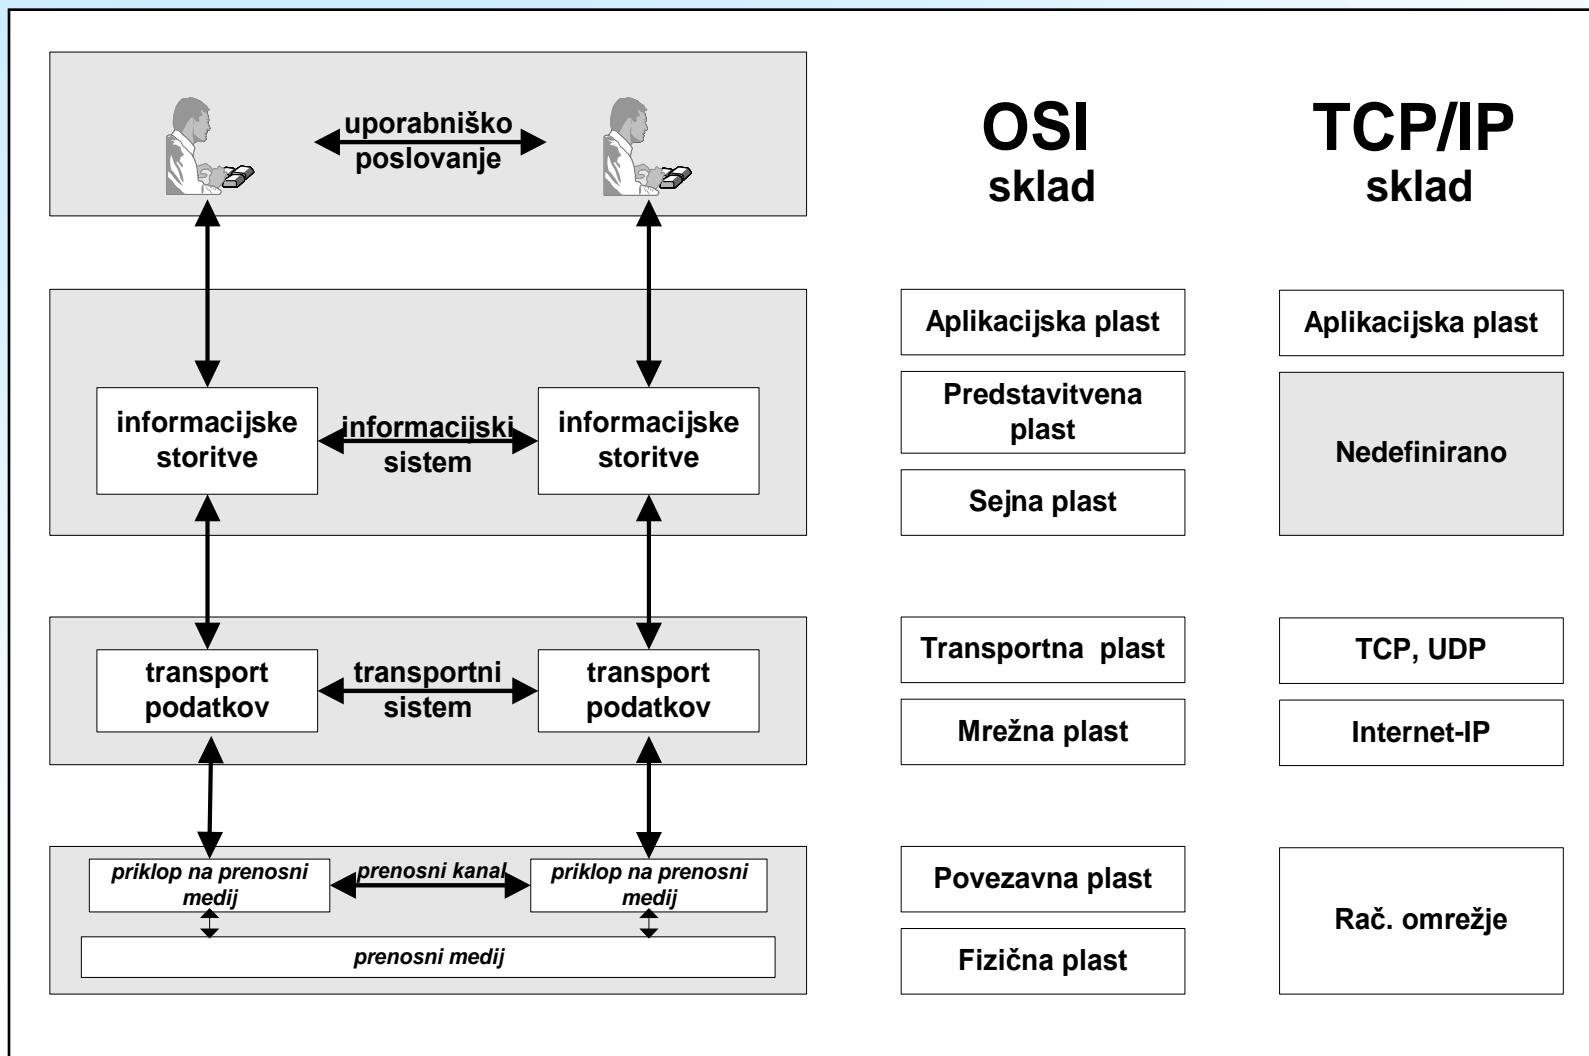 uporabniško
poslovanje
OSI
sklad
TCP/IP
sklad
informacijske
storitve
informacijski
sistem
informacijske
storitve
Aplikacijska plast
Predstavitvena
plast
Sejna plast
Aplikacijska plast
Nedefinirano
transport
podatkov
transportni
sistem
transport
podatkov
Transportna plast
Mrežna plast
TCP, UDP
Internet-IP
priklop na prenosni
medij
prenosni kanal
priklop na prenosni
medij
prenosni medij
Povezavna plast
Fizična plast
Rač. omrežje